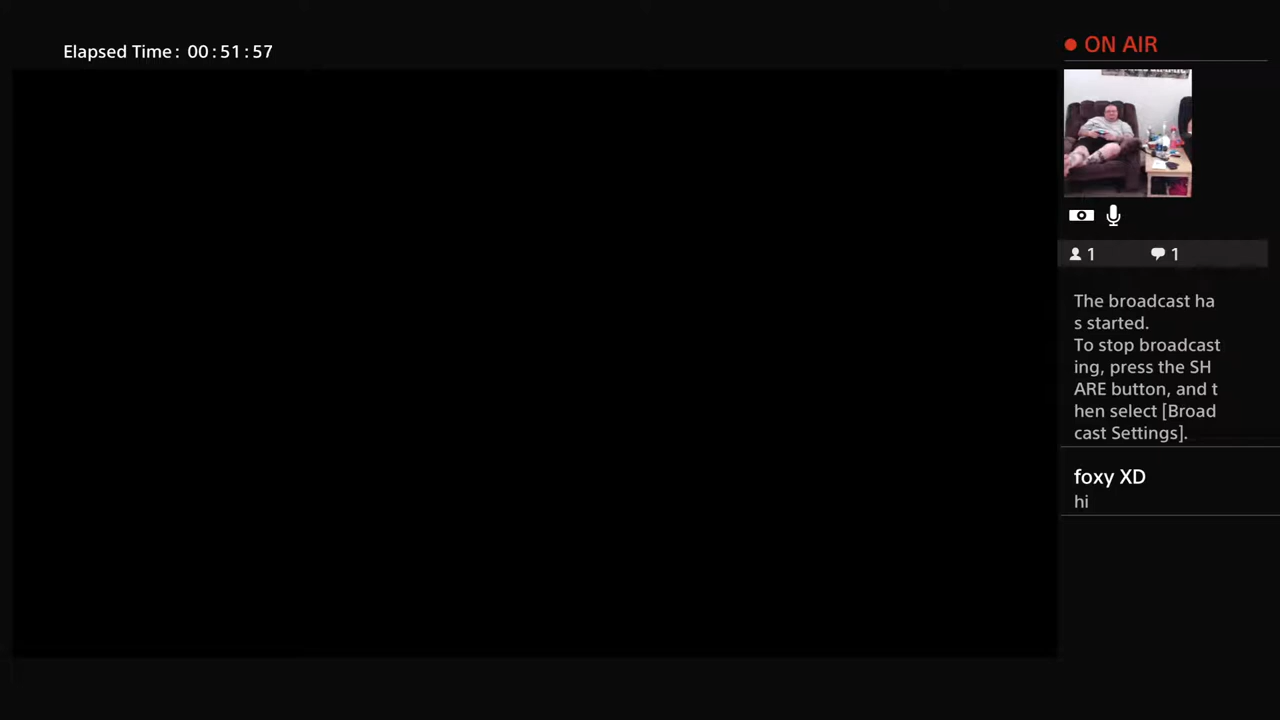 Elapsed Time: 00:51:57
ON AIR
1 1
The broadcast ha
s started.
To stop broadcast
ing, press the SH
ARE button, and t
hen select [Broad
cast Settings].
foxy XD
hi